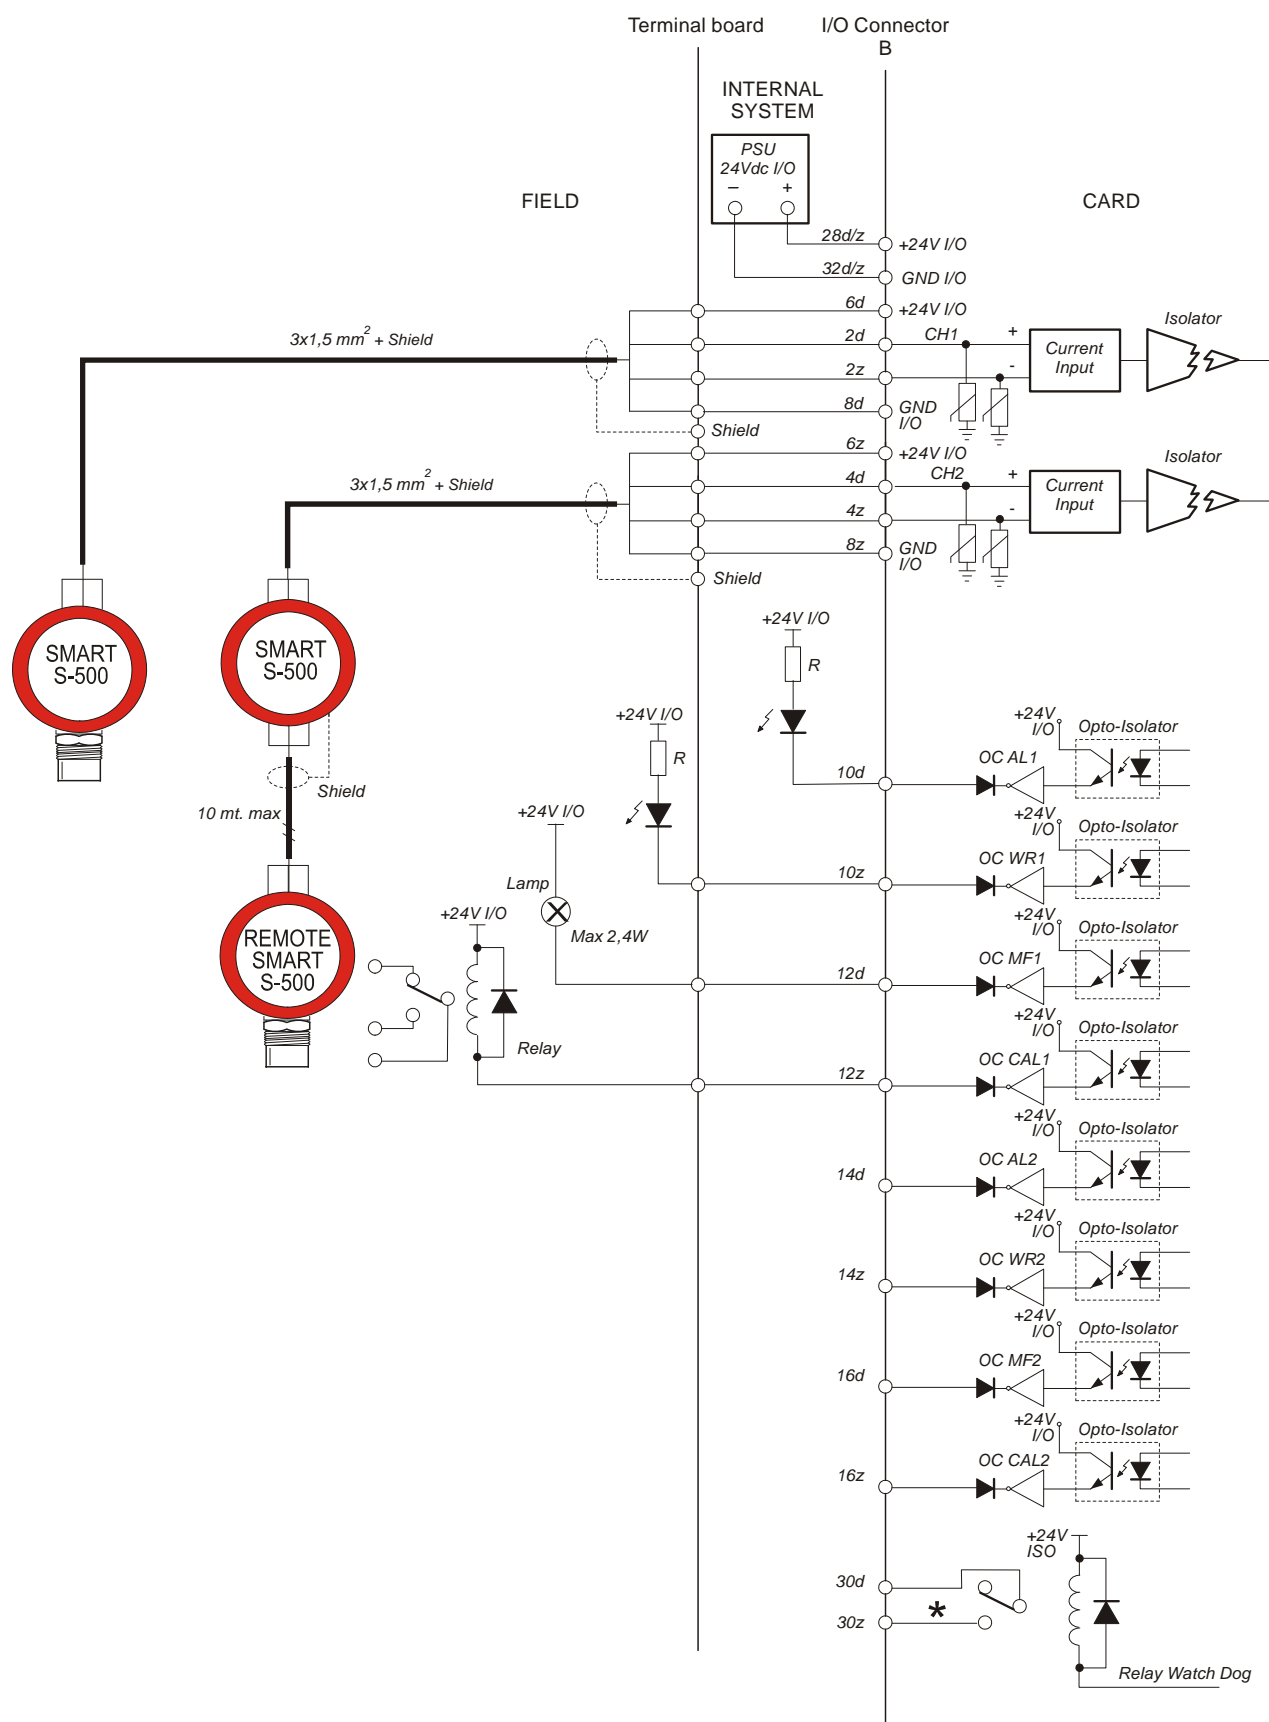 Terminal board
I/O Connector
B
INTERNAL
SYSTEM
PSU
24Vdc I/O
– +
FIELD
CARD
28d/z
+24V I/O
32d/z
GND I/O
6d
+24V I/O
3x1,5 mm² + Shield
2d
CH1
+
Current
Input
Isolator
2z
-
8d
GND
I/O
Shield
6z
+24V I/O
3x1,5 mm² + Shield
4d
CH2
+
Current
Input
Isolator
4z
-
8z
GND
I/O
Shield
SMART
S-500
SMART
S-500
Shield
10 mt. max
REMOTE
SMART
S-500
+24V I/O
R
+24V I/O
R
+24V I/O
Lamp
Max 2,4W
+24V I/O
Relay
10d
OC AL1
+24V
I/O
Opto-Isolator
10z
OC WR1
+24V
I/O
Opto-Isolator
12d
OC MF1
+24V
I/O
Opto-Isolator
12z
OC CAL1
+24V
I/O
Opto-Isolator
14d
OC AL2
+24V
I/O
Opto-Isolator
14z
OC WR2
+24V
I/O
Opto-Isolator
16d
OC MF2
+24V
I/O
Opto-Isolator
16z
OC CAL2
+24V
I/O
Opto-Isolator
+24V
ISO
30d
*
30z
Relay Watch Dog